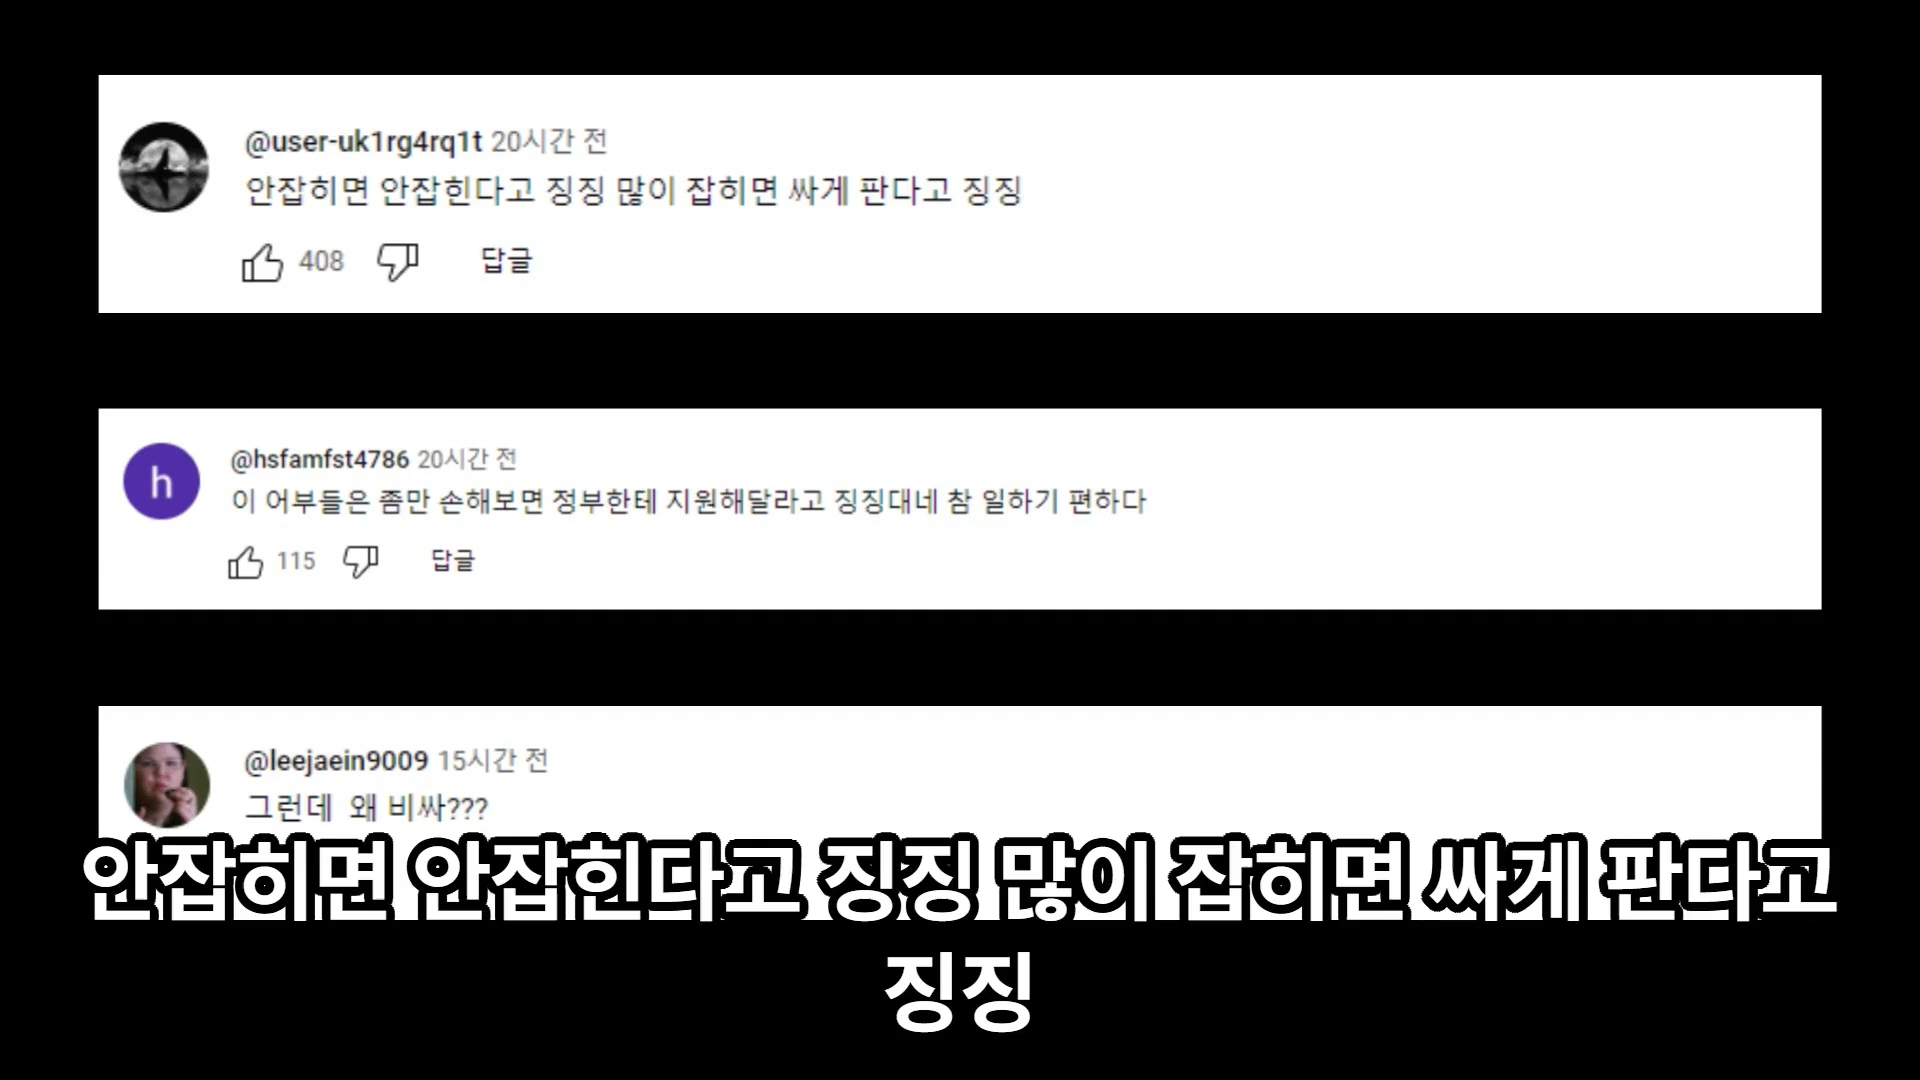 @user-uk1rg4rq1t 20시간 전
안잡히면 안잡힌다고 징징 많이 잡히면 싸게 판다고 징징
408 답글
h
@hsfamfst4786 20시간 전
이 어부들은 좀만 손해보면 정부한테 지원해달라고 징징대네 참 일하기 편하다
115 답글
@leejaein9009 15시간 전
그런데 왜 비싸???
안잡히면 안잡힌다고 징징 많이 잡히면 싸게 판다고
징징